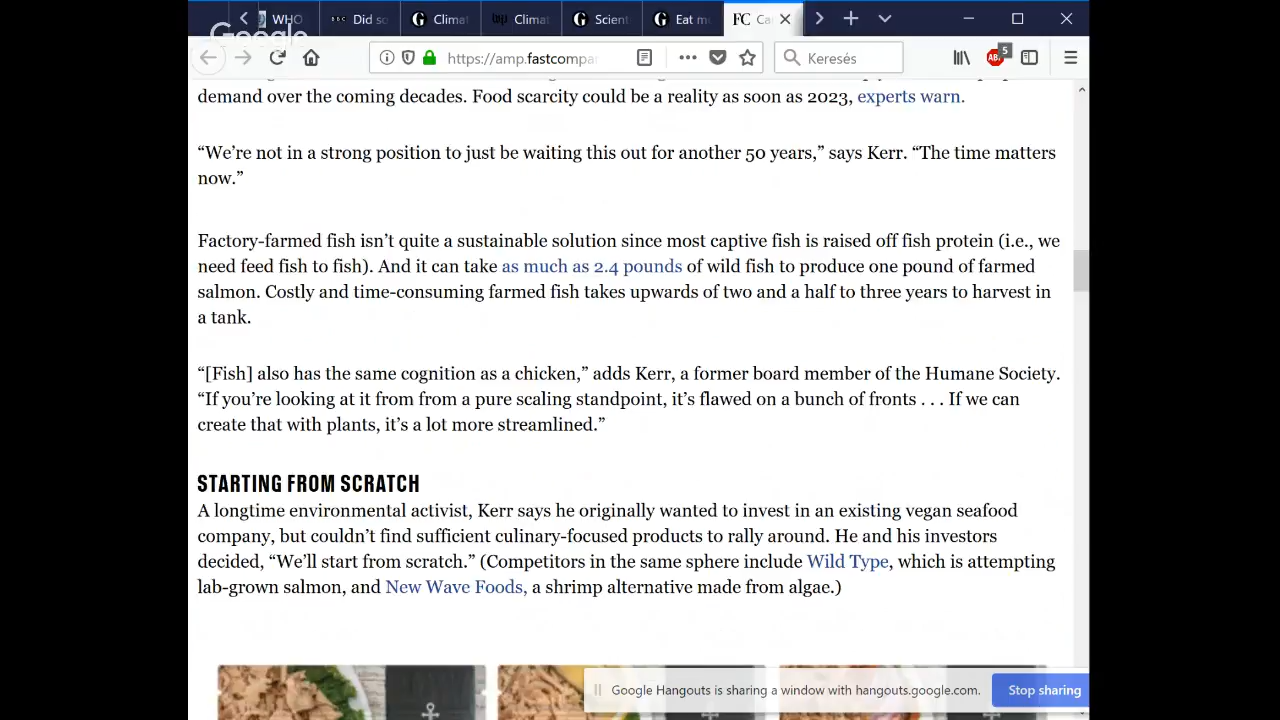 WHO
Did sc
Climat
Climat
Scient
Eat m
FC Ca
Google
https://amp.fastcompa
Keresés
5
demand over the coming decades. Food scarcity could be a reality as soon as 2023, experts warn.
“We’re not in a strong position to just be waiting this out for another 50 years,” says Kerr. “The time matters
now.”
Factory-farmed fish isn’t quite a sustainable solution since most captive fish is raised off fish protein (i.e., we
need feed fish to fish). And it can take as much as 2.4 pounds of wild fish to produce one pound of farmed
salmon. Costly and time-consuming farmed fish takes upwards of two and a half to three years to harvest in
a tank.
“[Fish] also has the same cognition as a chicken,” adds Kerr, a former board member of the Humane Society.
“If you’re looking at it from from a pure scaling standpoint, it’s flawed on a bunch of fronts . . . If we can
create that with plants, it’s a lot more streamlined.”
STARTING FROM SCRATCH
A longtime environmental activist, Kerr says he originally wanted to invest in an existing vegan seafood
company, but couldn’t find sufficient culinary-focused products to rally around. He and his investors
decided, “We’ll start from scratch.” (Competitors in the same sphere include Wild Type, which is attempting
lab-grown salmon, and New Wave Foods, a shrimp alternative made from algae.)
Google Hangouts is sharing a window with hangouts.google.com.
Stop sharing